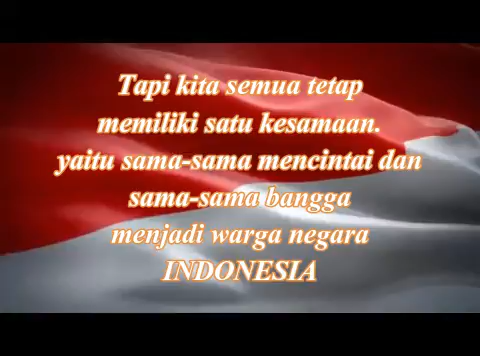 Tapi kita semua tetap
memiliki satu kesamaan.
yaitu sama-sama mencintai dan
sama-sama bangga
menjadi warga negara
INDONESIA